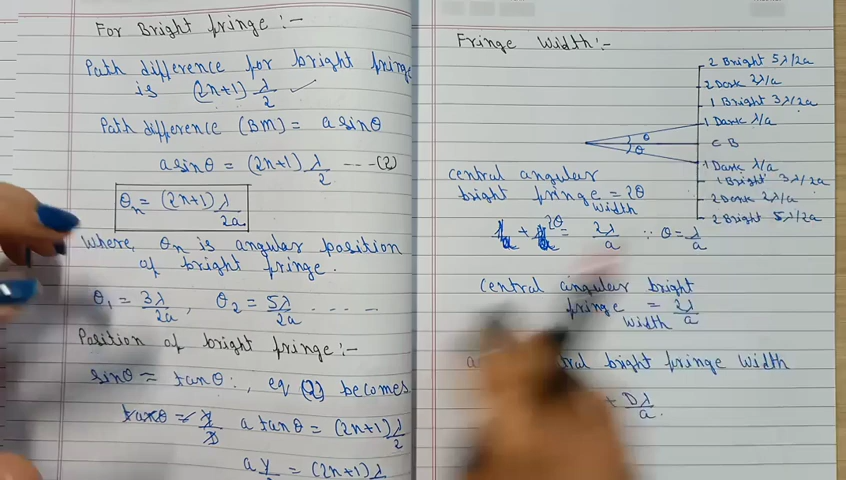 For Bright fringe :-
Path difference for bright fringe
is (2n+1) λ/2 ✓
Path difference (BM) = a sinθ
a sinθ = (2n+1) λ/2 ---(2)
θn = (2n+1) λ/2a
Where, θn is angular position
of bright fringe.
θ1 = 3λ/2a , θ2 = 5λ/2a . . . . .
Position of bright fringe :-
sinθ ≈ tanθ ∴, eq (2) becomes
tanθ = y/D a tanθ = (2n+1) λ/2
a y/ = (2n+1) λ
Fringe Width :-
2 Bright 5λ/2a
2 Dark 2λ/a
1 Bright 3λ/2a
1 Dark λ/a
θ
C B
θ
1 Dark λ/a
1 Bright 3λ/2a
2 Dark 2λ/a
2 Bright 5λ/2a
central angular
bright fringe width = 2θ
2θ = 2λ/a ∵ θ = λ/a
central angular bright
fringe width = 2λ/a
bright fringe width
+ Dλ/a .